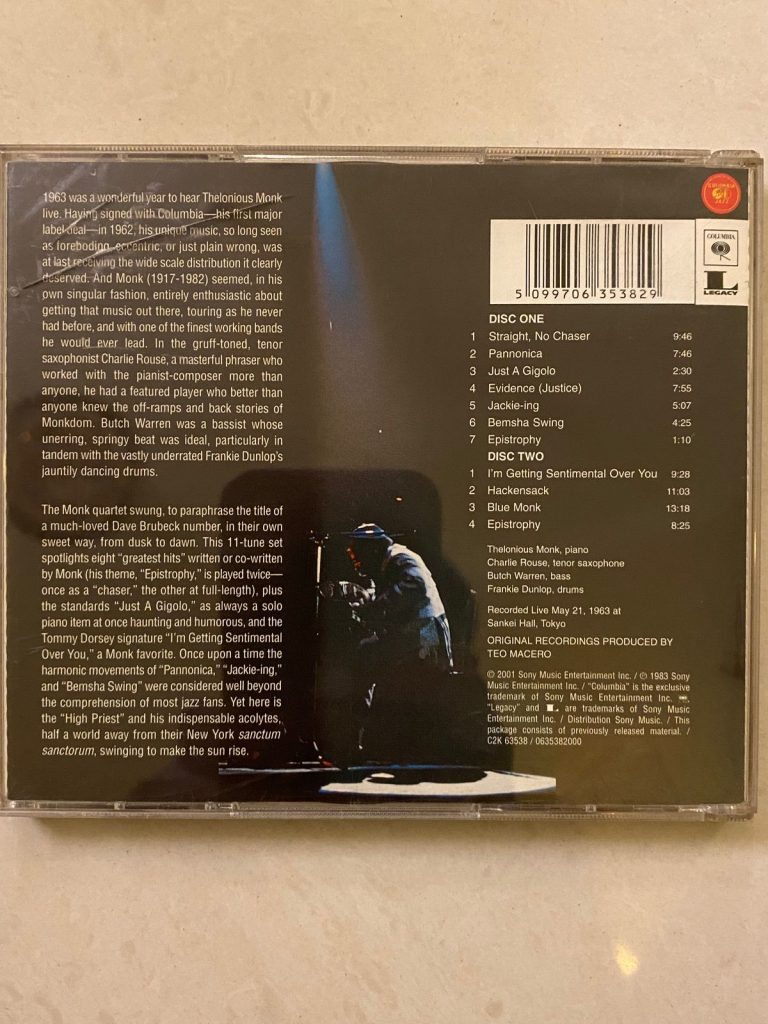 1963 was a wonderful year to hear Thelonious Monk
live. Having signed with Columbia—his first major
label deal—in 1962, his unique music, so long seen
as foreboding, eccentric, or just plain wrong, was
at last receiving the wide scale distribution it clearly
deserved. And Monk (1917-1982) seemed, in his
own singular fashion, entirely enthusiastic about
getting that music out there, touring as he never
had before, and with one of the finest working bands
he would ever lead. In the gruff-toned, tenor
saxophonist Charlie Rouse, a masterful phraser who
worked with the pianist-composer more than
anyone, he had a featured player who better than
anyone knew the off-ramps and back stories of
Monkdom. Butch Warren was a bassist whose
unerring, springy beat was ideal, particularly in
tandem with the vastly underrated Frankie Dunlop's
jauntily dancing drums.
The Monk quartet swung, to paraphrase the title of
a much-loved Dave Brubeck number, in their own
sweet way, from dusk to dawn. This 11-tune set
spotlights eight "greatest hits" written or co-written
by Monk (his theme, "Epistrophy," is played twice—
once as a "chaser," the other at full-length), plus
the standards "Just A Gigolo," as always a solo
piano item at once haunting and humorous, and the
Tommy Dorsey signature "I'm Getting Sentimental
Over You," a Monk favorite. Once upon a time the
harmonic movements of "Pannonica," "Jackie-ing,"
and "Bemsha Swing" were considered well beyond
the comprehension of most jazz fans. Yet here is
the "High Priest" and his indispensable acolytes,
half a world away from their New York sanctum
sanctorum, swinging to make the sun rise.
COLUMBIA
JAZZ
COLUMBIA
L
LEGACY
5 099706 353829
DISC ONE
1 Straight, No Chaser 9:46
2 Pannonica 7:46
3 Just A Gigolo 2:30
4 Evidence (Justice) 7:55
5 Jackie-ing 5:07
6 Bemsha Swing 4:25
7 Epistrophy 1:10
DISC TWO
1 I'm Getting Sentimental Over You 9:28
2 Hackensack 11:03
3 Blue Monk 13:18
4 Epistrophy 8:25
Thelonious Monk, piano
Charlie Rouse, tenor saxophone
Butch Warren, bass
Frankie Dunlop, drums
Recorded Live May 21, 1963 at
Sankei Hall, Tokyo
ORIGINAL RECORDINGS PRODUCED BY
TEO MACERO
© 2001 Sony Music Entertainment Inc. / ℗ 1983 Sony
Music Entertainment Inc. / "Columbia" is the exclusive
trademark of Sony Music Entertainment Inc.
"Legacy" and L are trademarks of Sony Music
Entertainment Inc. / Distribution Sony Music. / This
package consists of previously released material. /
C2K 63538 / 0635382000